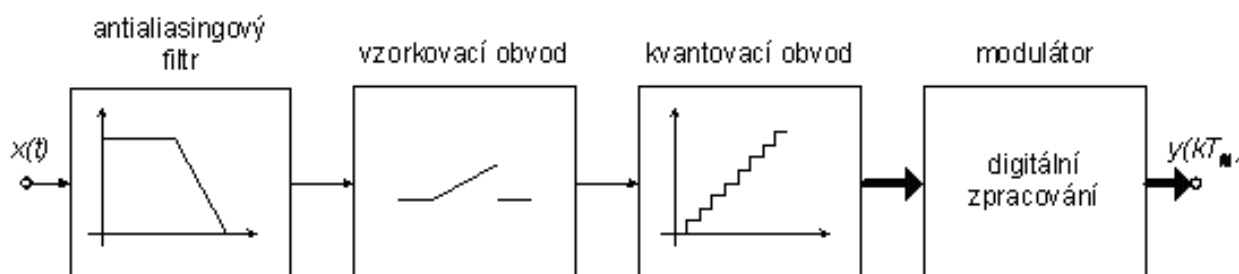 antialiasingový
filtr
vzorkovací obvod
kvantovací obvod
modulátor
x(t)
digitální
zpracování